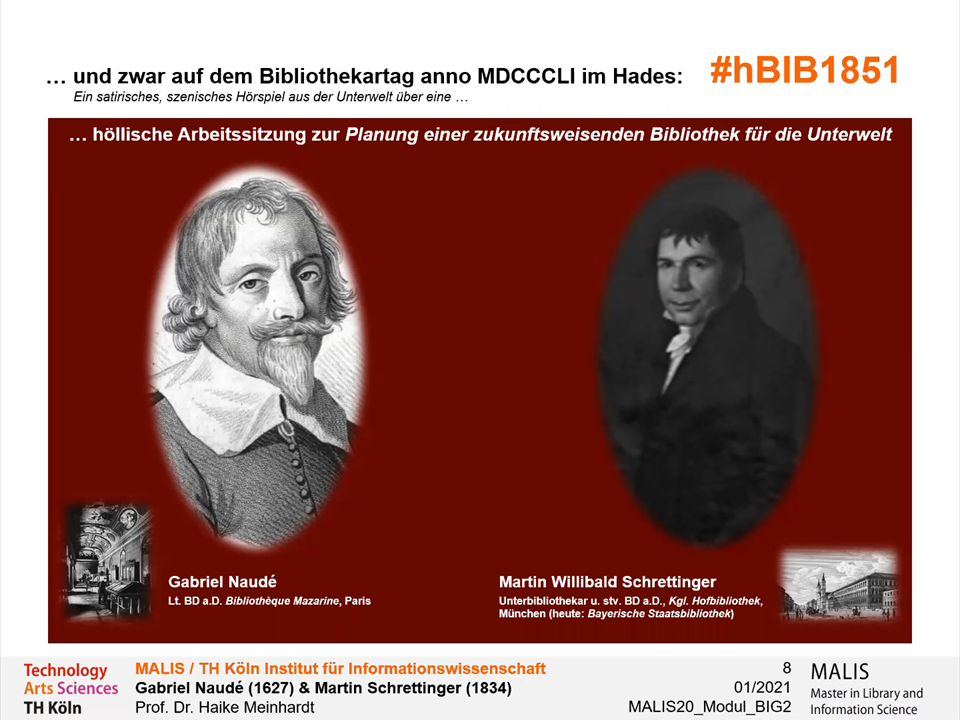 … und zwar auf dem Bibliothekartag anno MDCCCLI im Hades:
#hBIB1851
Ein satirisches, szenisches Hörspiel aus der Unterwelt über eine …
… höllische Arbeitssitzung zur Planung einer zukunftsweisenden Bibliothek für die Unterwelt
Gabriel Naudé
Lt. BD a.D. Bibliothèque Mazarine, Paris
Martin Willibald Schrettinger
Unterbibliothekar u. stv. BD a.D., Kgl. Hofbibliothek,
München (heute: Bayerische Staatsbibliothek)
Technology
Arts Sciences
TH Köln
MALIS / TH Köln Institut für Informationswissenschaft
Gabriel Naudé (1627) & Martin Schrettinger (1834)
Prof. Dr. Haike Meinhardt
8
01/2021
MALIS20_Modul_BIG2
MALIS
Master in Library and
Information Science